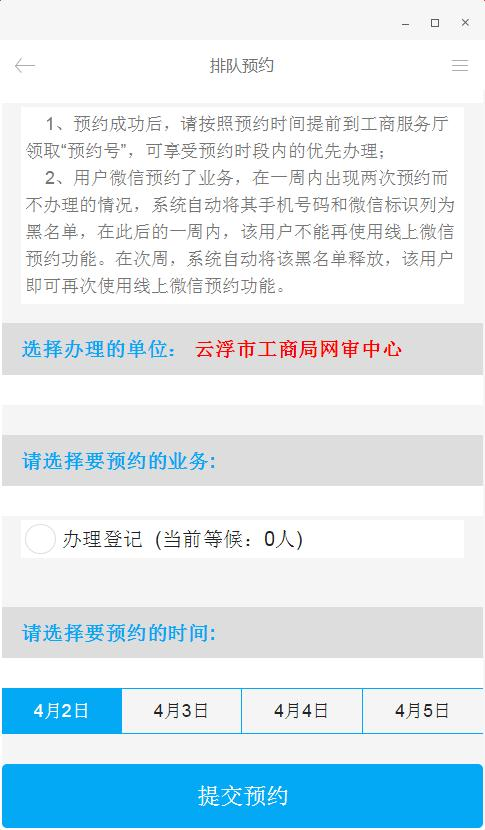 排队预约
1、预约成功后，请按照预约时间提前到工商服务厅
领取“预约号”，可享受预约时段内的优先办理；
2、用户微信预约了业务，在一周内出现两次预约而
不办理的情况，系统自动将其手机号码和微信标识列为
黑名单，在此后的一周内，该用户不能再使用线上微信
预约功能。在次周，系统自动将该黑名单释放，该用户
即可再次使用线上微信预约功能。
选择办理的单位： 云浮市工商局网审中心
请选择要预约的业务:
办理登记 (当前等候：0人)
请选择要预约的时间:
4月2日 4月3日 4月4日 4月5日
提交预约